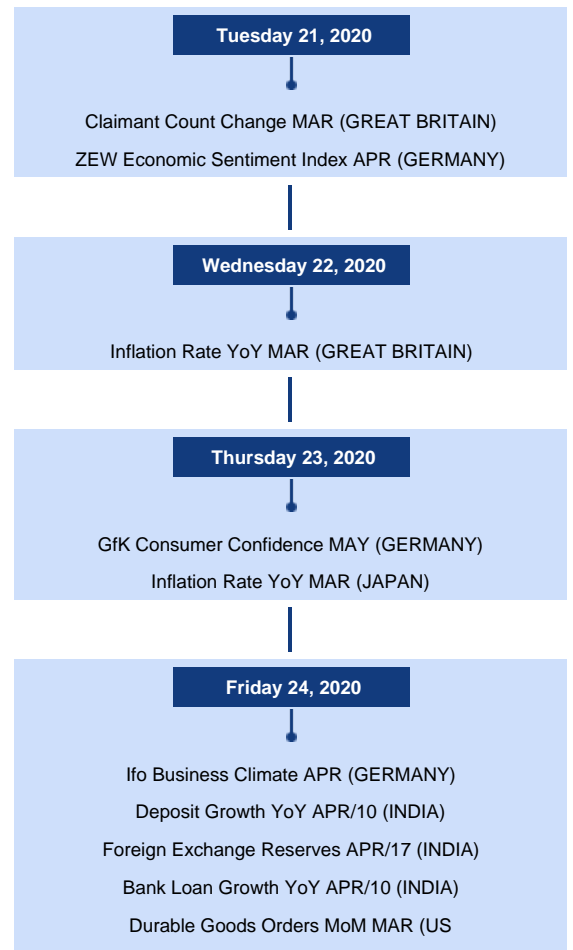 Tuesday 21, 2020
Claimant Count Change MAR (GREAT BRITAIN)
ZEW Economic Sentiment Index APR (GERMANY)
Wednesday 22, 2020
Inflation Rate YoY MAR (GREAT BRITAIN)
Thursday 23, 2020
GfK Consumer Confidence MAY (GERMANY)
Inflation Rate YoY MAR (JAPAN)
Friday 24, 2020
Ifo Business Climate APR (GERMANY)
Deposit Growth YoY APR/10 (INDIA)
Foreign Exchange Reserves APR/17 (INDIA)
Bank Loan Growth YoY APR/10 (INDIA)
Durable Goods Orders MoM MAR (US